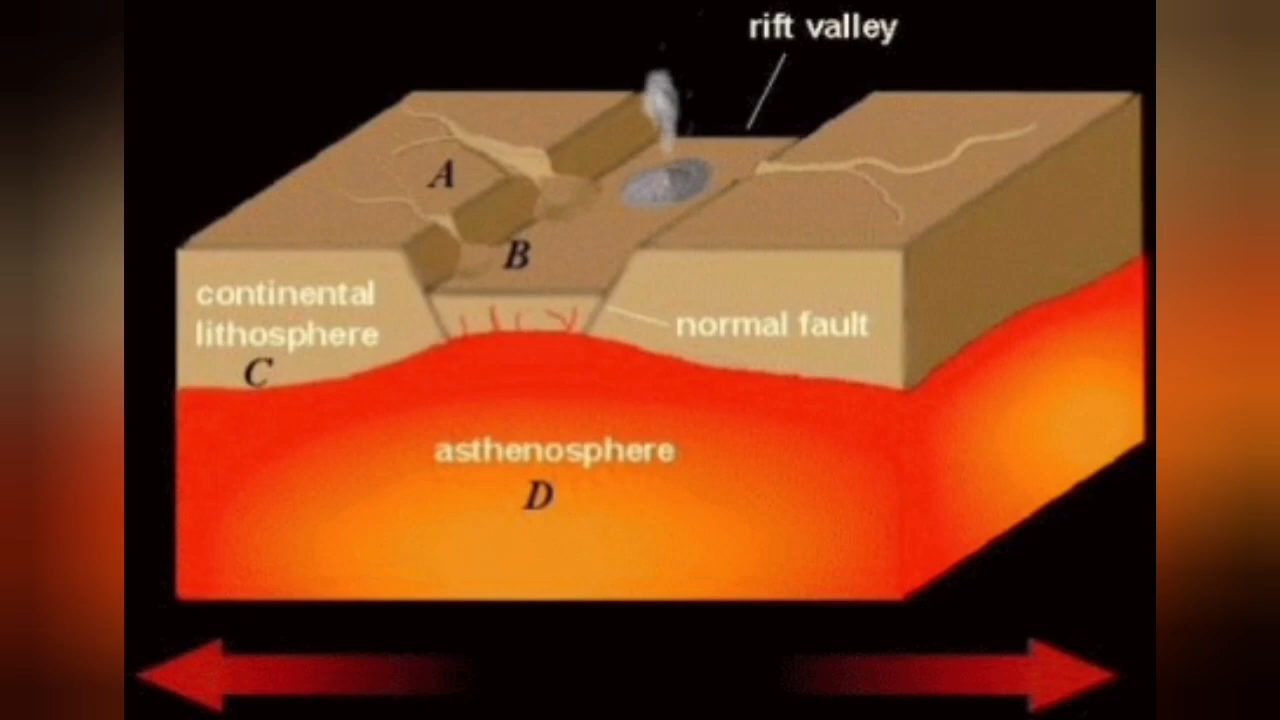 rift valley
A
B
continental
lithosphere
C
normal fault
asthenosphere
D